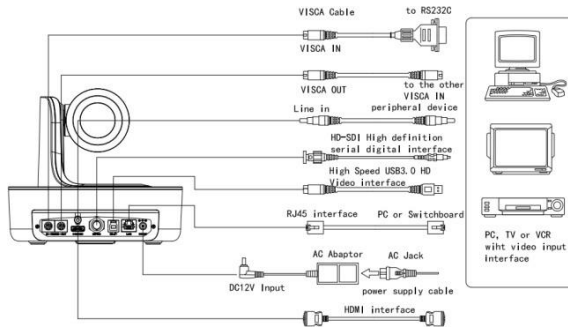 VISCA Cable
to RS232C
VISCA IN
VISCA OUT
to the other
VISCA IN
Line in
peripheral device
HD-SDI High definition
serial digital interface
High Speed USB3.0 HD
Video interface
RJ45 interface
PC or Switchboard
AC Abaptor
AC Jack
DC12V Input
power supply cable
HDMI interface
PC, TV or VCR
wiht video input
interface